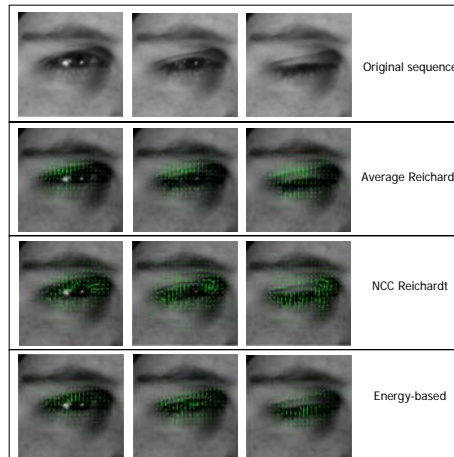 Original sequence
Average Reichardt
NCC Reichardt
Energy-based